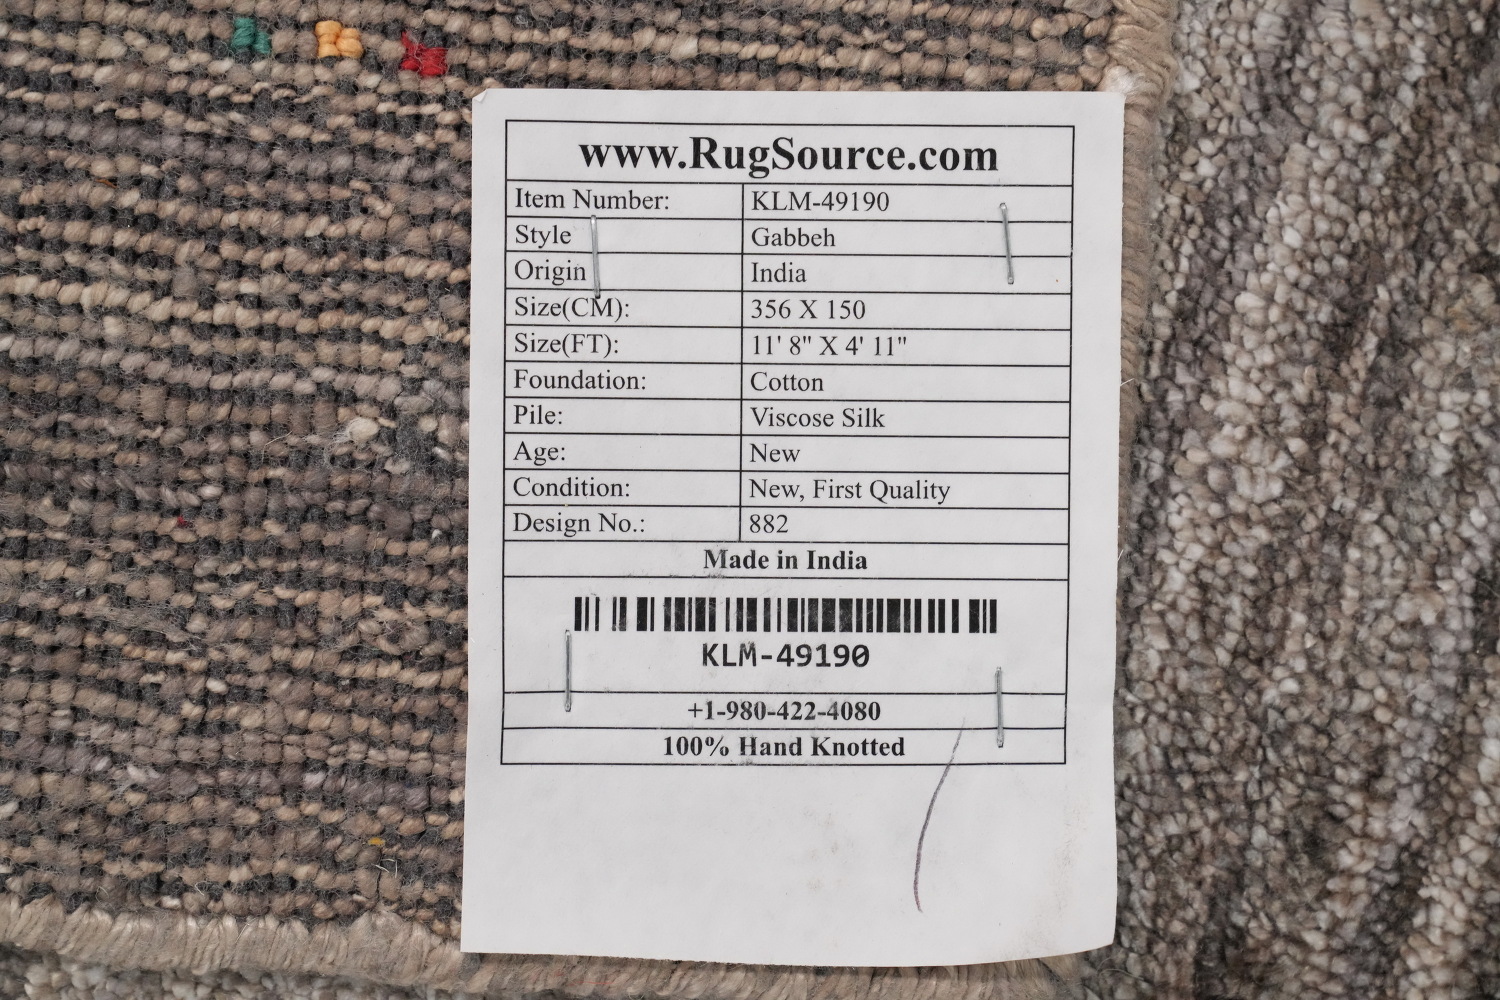 www.RugSource.com
Item Number: KLM-49190
Style Gabbeh
Origin India
Size(CM): 356 X 150
Size(FT): 11' 8" X 4' 11"
Foundation: Cotton
Pile: Viscose Silk
Age: New
Condition: New, First Quality
Design No.: 882
Made in India
KLM-49190
+1-980-422-4080
100% Hand Knotted